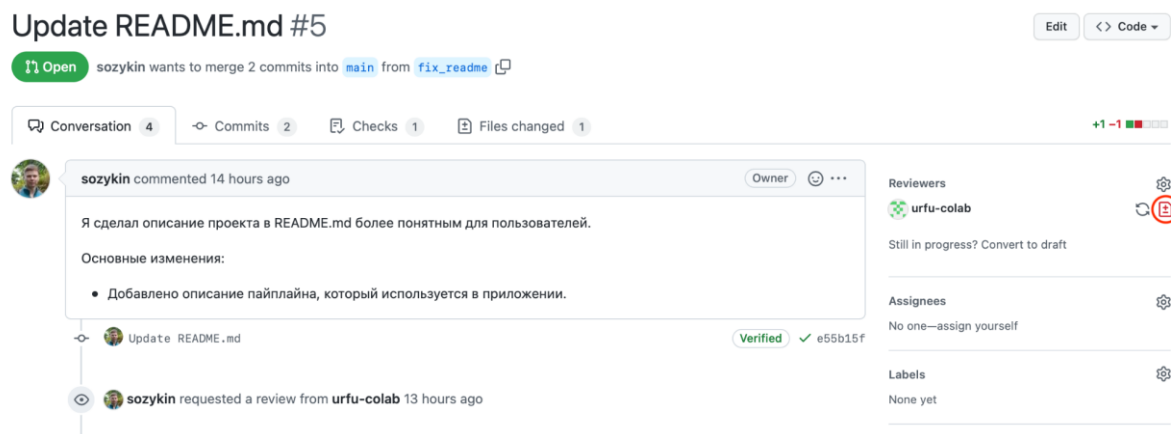 Update README.md #5
Edit
<> Code
Open
sozykin wants to merge 2 commits into main from fix_readme
Conversation 4
Commits 2
Checks 1
Files changed 1
+1 −1
sozykin commented 14 hours ago
Owner
Я сделал описание проекта в README.md более понятным для пользователей.
Основные изменения:
• Добавлено описание пайплайна, который используется в приложении.
Update README.md
Verified
e55b15f
sozykin requested a review from urfu-colab 13 hours ago
Reviewers
urfu-colab
Still in progress? Convert to draft
Assignees
No one—assign yourself
Labels
None yet